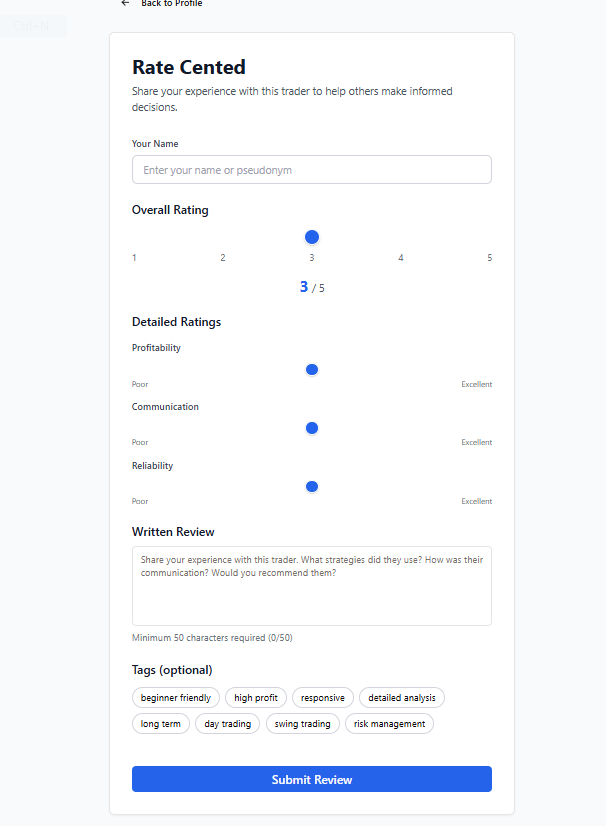 ← Back to Profile
Ctrl+N
Rate Cented
Share your experience with this trader to help others make informed
decisions.
Your Name
Enter your name or pseudonym
Overall Rating
1 2 3 4 5
3 / 5
Detailed Ratings
Profitability
Poor Excellent
Communication
Poor Excellent
Reliability
Poor Excellent
Written Review
Share your experience with this trader. What strategies did they use? How was their
communication? Would you recommend them?
Minimum 50 characters required (0/50)
Tags (optional)
beginner friendly high profit responsive detailed analysis
long term day trading swing trading risk management
Submit Review